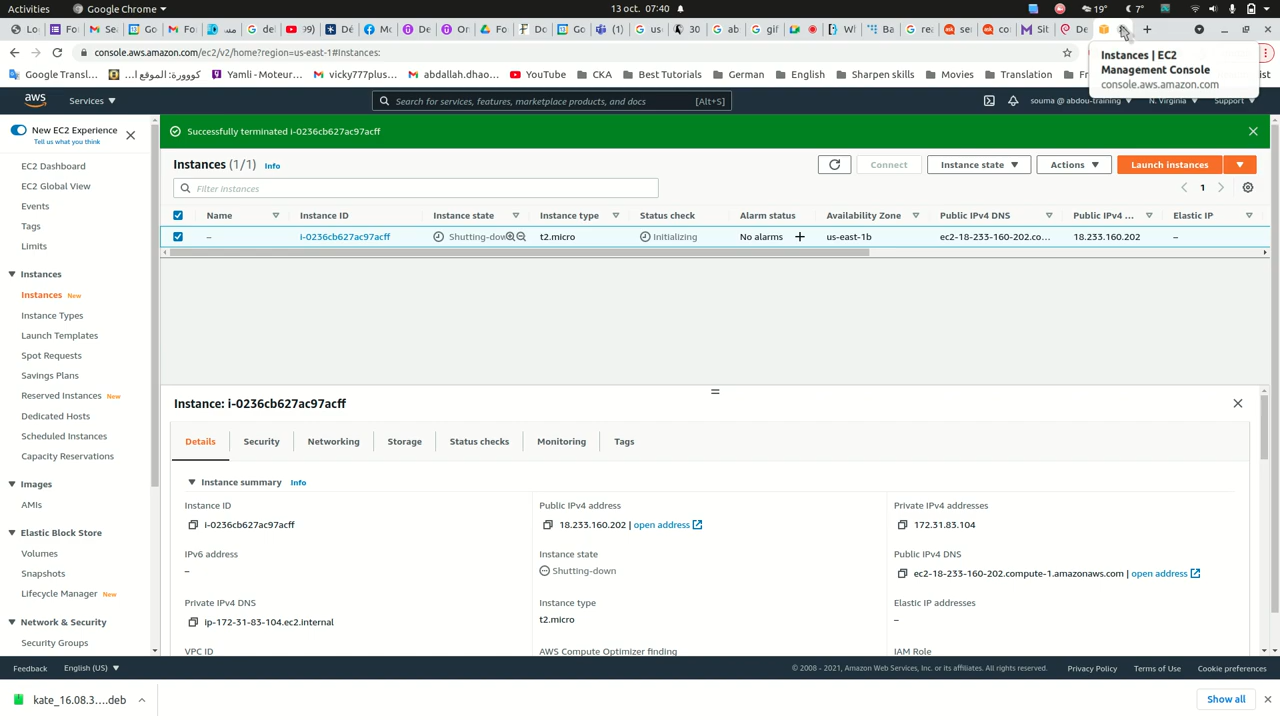 Activities
Google Chrome
13 oct. 07:40
19°
7°
Instances | EC2
Management Console
console.aws.amazon.com
console.aws.amazon.com/ec2/v2/home?region=us-east-1#Instances:
Google Transl...
Yamli - Moteur...
vicky777plus...
abdallah.dhao...
YouTube
CKA
Best Tutorials
German
English
Sharpen skills
Movies
Translation
aws
Services
Search for services, features, marketplace products, and docs
[Alt+S]
souma @ abdou-training
N. Virginia
Support
New EC2 Experience
Tell us what you think
EC2 Dashboard
EC2 Global View
Events
Tags
Limits
Instances
Instances New
Instance Types
Launch Templates
Spot Requests
Savings Plans
Reserved Instances New
Dedicated Hosts
Scheduled Instances
Capacity Reservations
Images
AMIs
Elastic Block Store
Volumes
Snapshots
Lifecycle Manager New
Network & Security
Security Groups
Successfully terminated i-0236cb627ac97acff
Instances (1/1) Info
Connect
Instance state
Actions
Launch instances
Filter instances
1
Name
Instance ID
Instance state
Instance type
Status check
Alarm status
Availability Zone
Public IPv4 DNS
Public IPv4 ...
Elastic IP
–
i-0236cb627ac97acff
Shutting-dow
t2.micro
Initializing
No alarms +
us-east-1b
ec2-18-233-160-202.co...
18.233.160.202
–
Instance: i-0236cb627ac97acff
Details
Security
Networking
Storage
Status checks
Monitoring
Tags
Instance summary Info
Instance ID
i-0236cb627ac97acff
Public IPv4 address
18.233.160.202 | open address
Private IPv4 addresses
172.31.83.104
IPv6 address
–
Instance state
Shutting-down
Public IPv4 DNS
ec2-18-233-160-202.compute-1.amazonaws.com | open address
Private IPv4 DNS
ip-172-31-83-104.ec2.internal
Instance type
t2.micro
Elastic IP addresses
–
VPC ID
AWS Compute Optimizer finding
IAM Role
Feedback
English (US)
© 2008 - 2021, Amazon Web Services, Inc. or its affiliates. All rights reserved.
Privacy Policy
Terms of Use
Cookie preferences
kate_16.08.3....deb
Show all